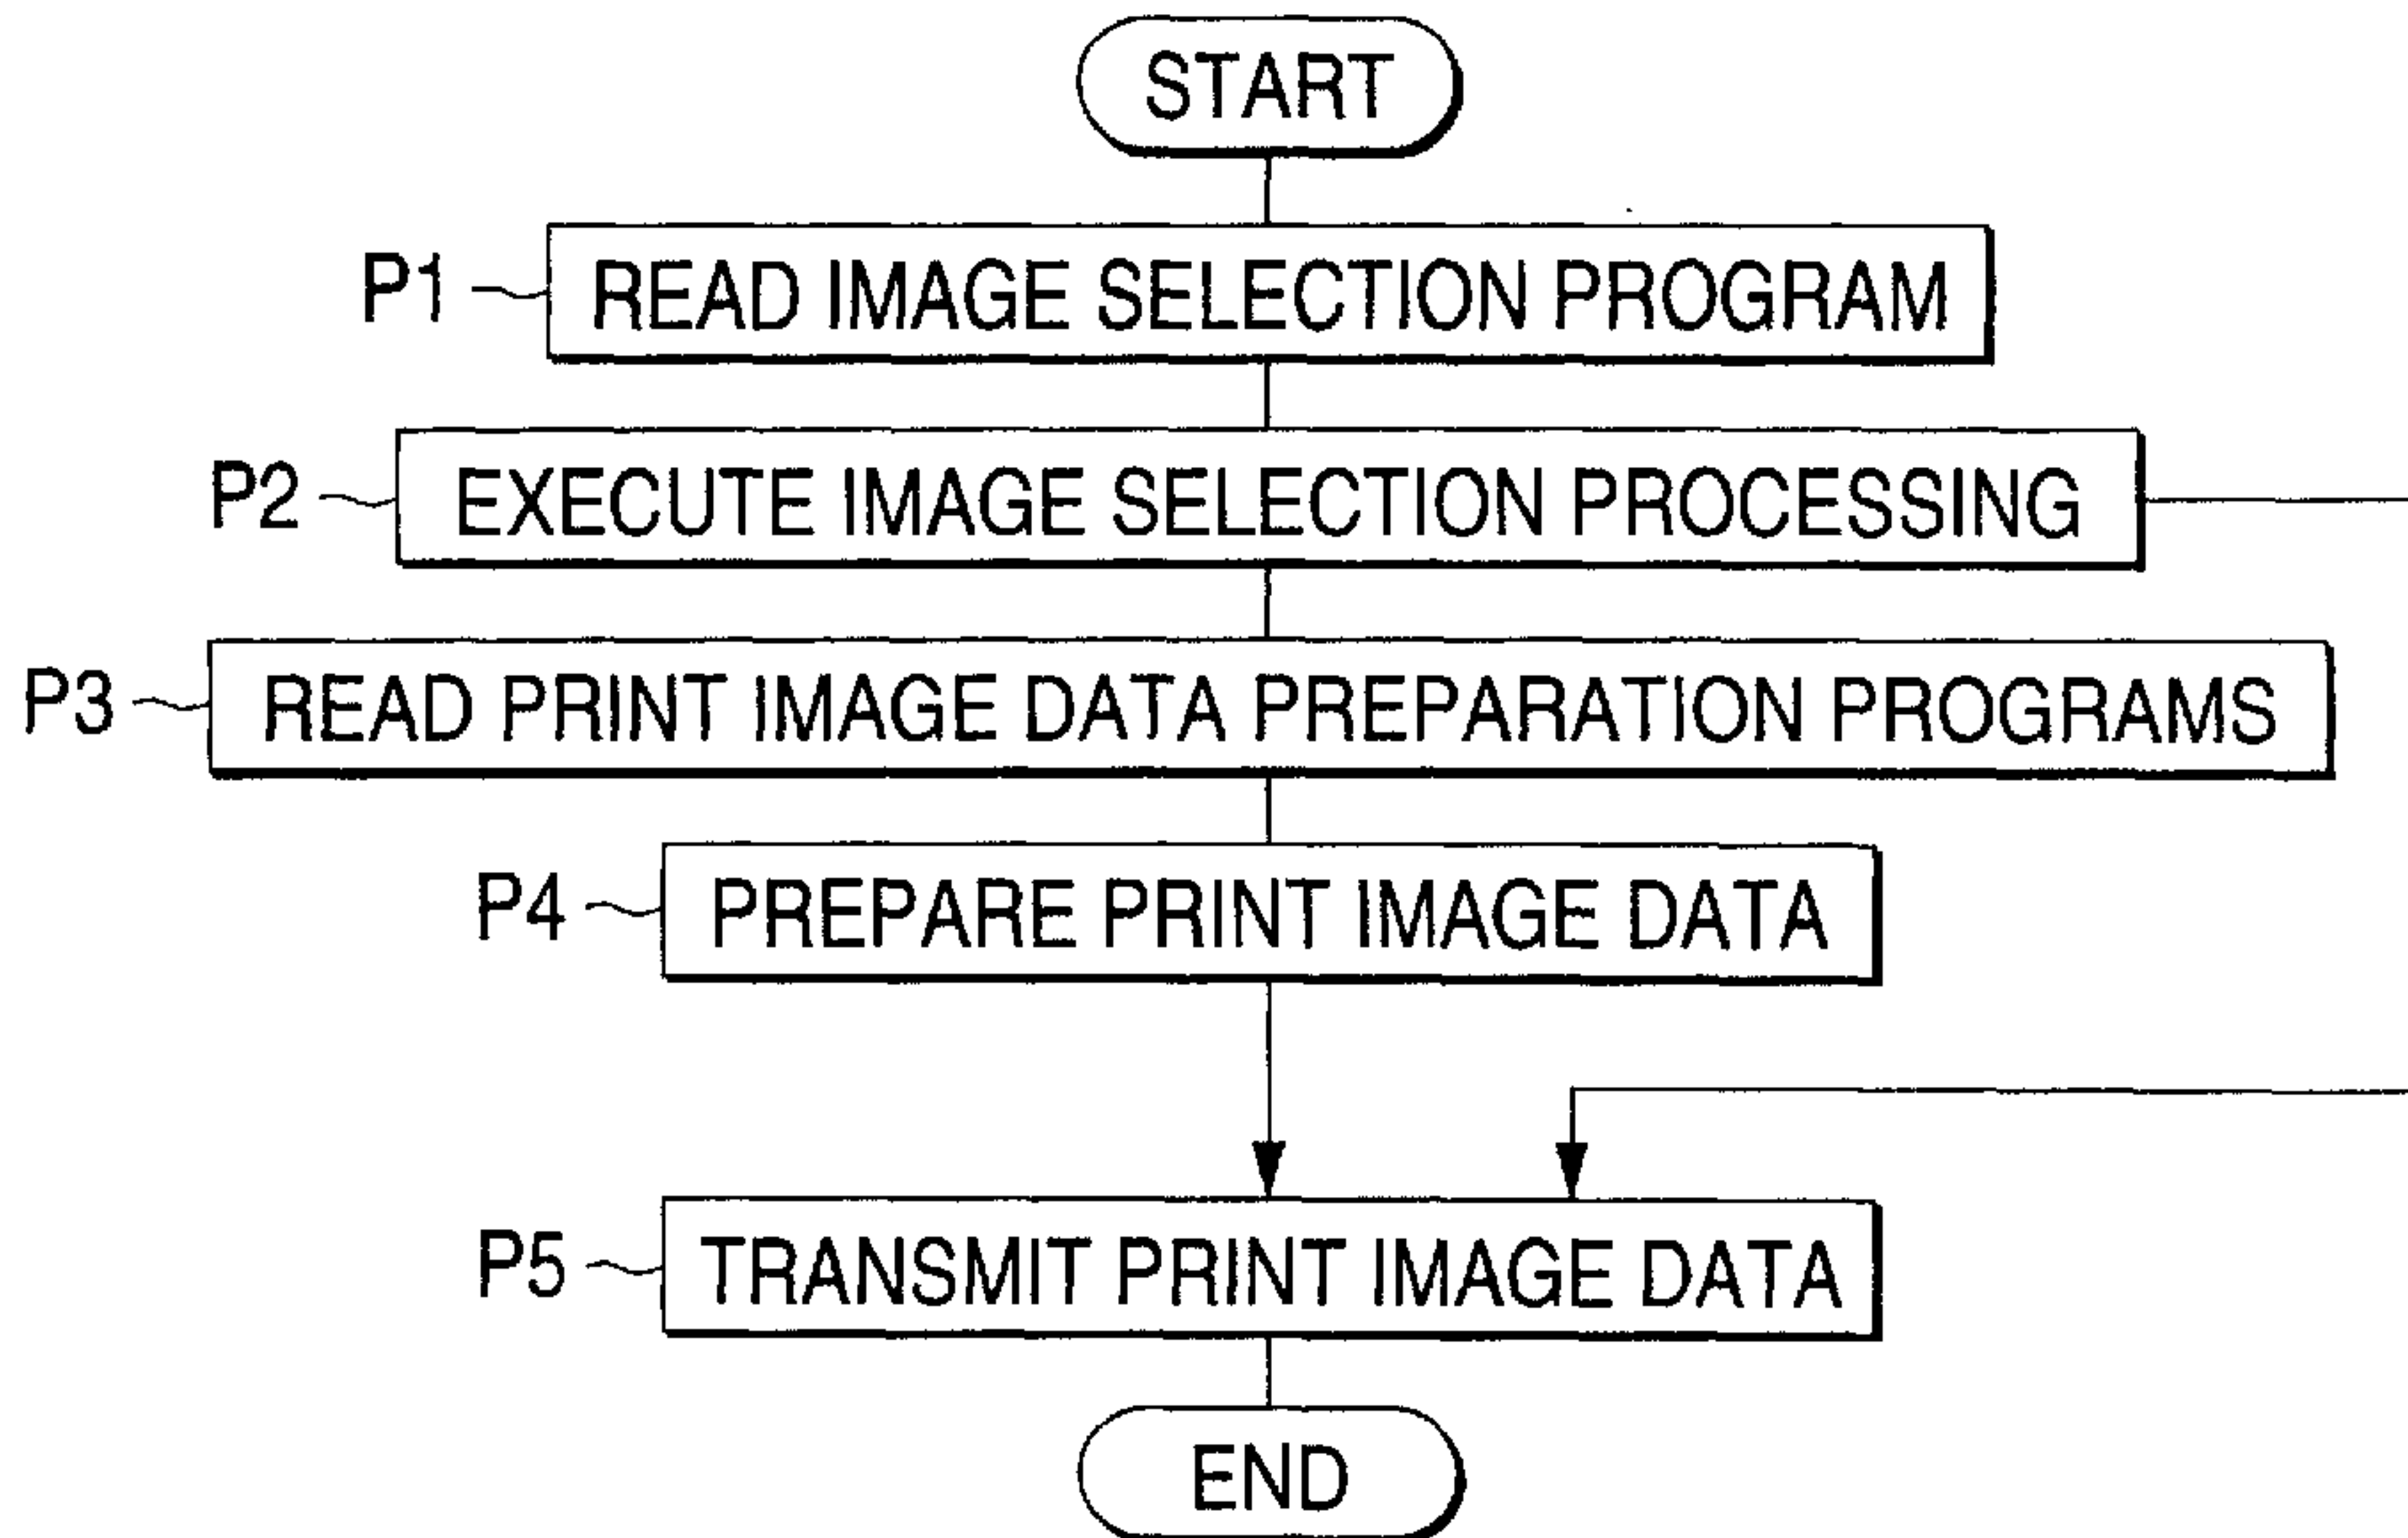 START
P1 READ IMAGE SELECTION PROGRAM
P2 EXECUTE IMAGE SELECTION PROCESSING
P3 READ PRINT IMAGE DATA PREPARATION PROGRAMS
P4 PREPARE PRINT IMAGE DATA
P5 TRANSMIT PRINT IMAGE DATA
END